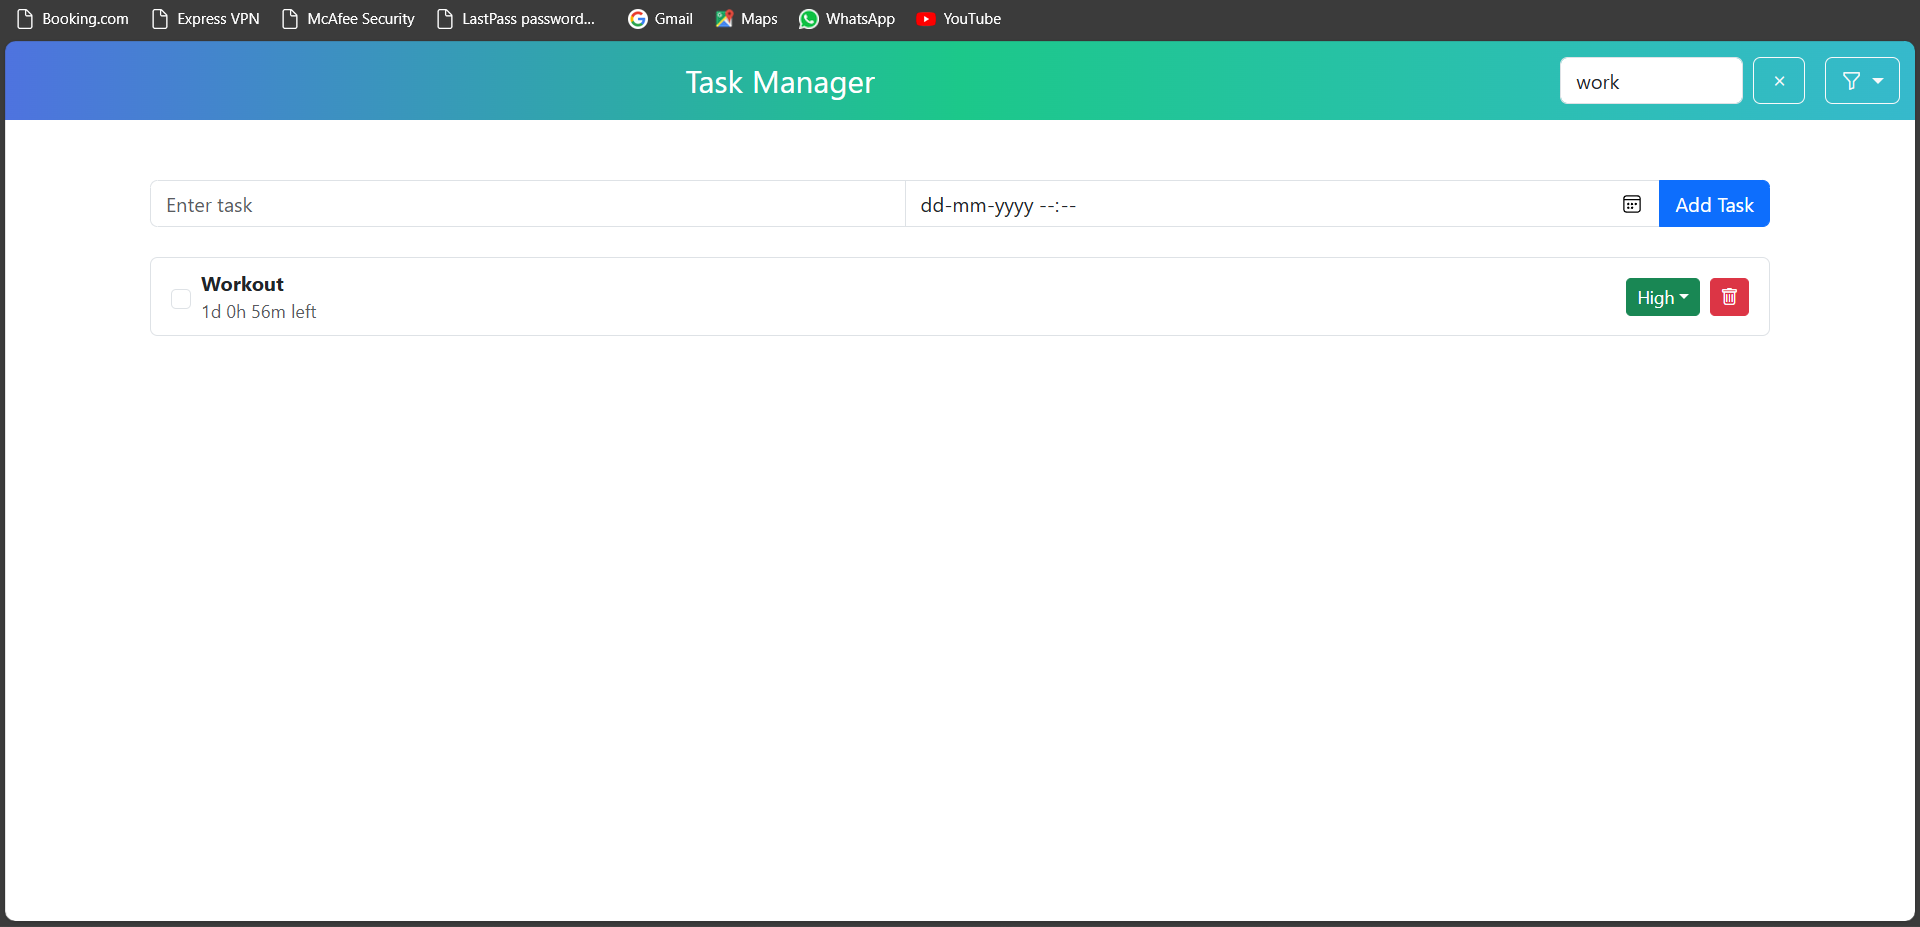 Booking.com Express VPN McAfee Security LastPass password... Gmail Maps WhatsApp YouTube
Task Manager work ×
Enter task dd-mm-yyyy --:-- Add Task
Workout
1d 0h 56m left
High